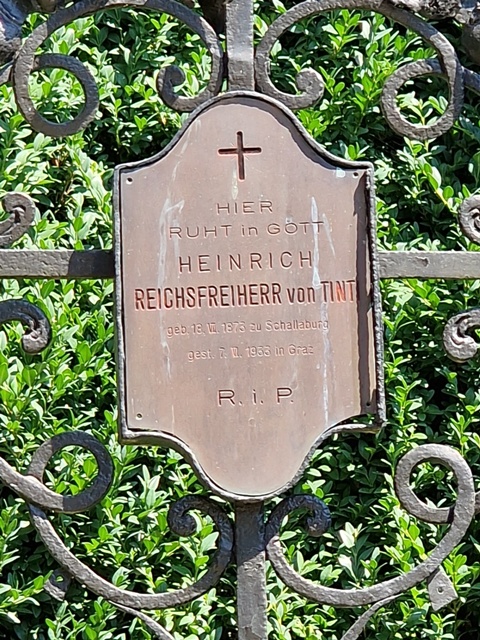 HIER
RUHT in GOTT
HEINRICH
REICHSFREIHERR von TINT
geb. 18. VI. 1873 zu Schallaburg
gest. 7. VI. 1933 in Graz
R. i. P.